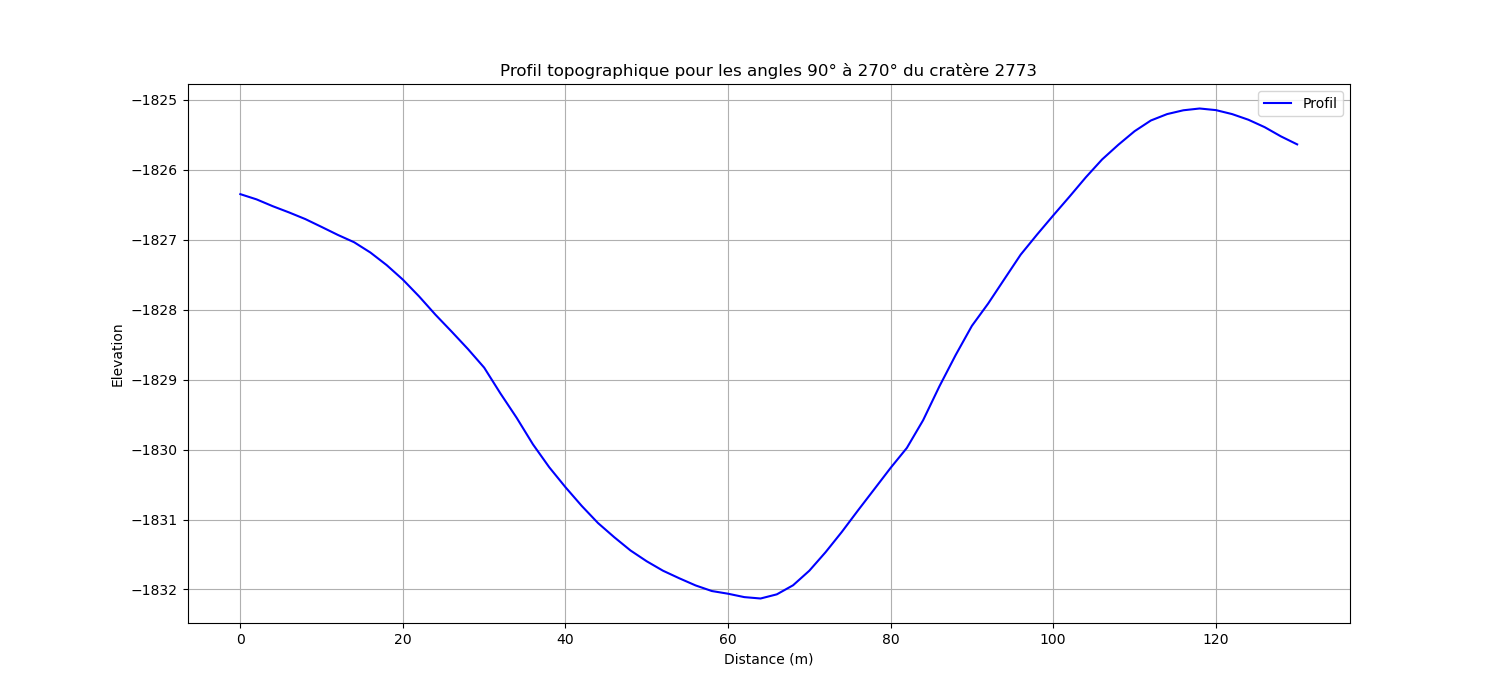 Profil topographique pour les angles 90° à 270° du cratère 2773
Profil
−1825
−1826
−1827
−1828
−1829
−1830
−1831
−1832
Elevation
0 20 40 60 80 100 120
Distance (m)